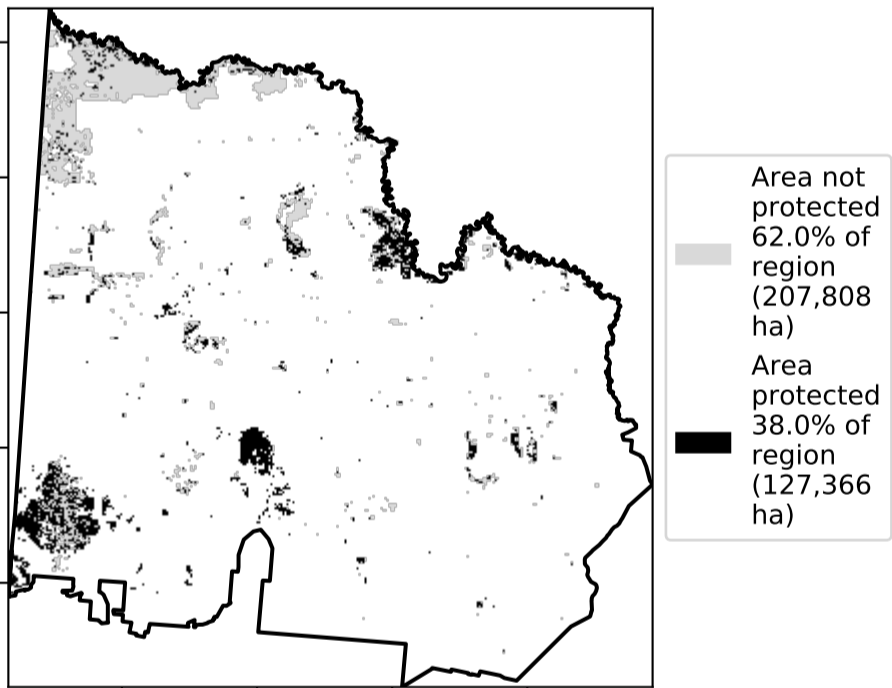 Area not
protected
62.0% of
region
(207,808
ha)
Area
protected
38.0% of
region
(127,366
ha)